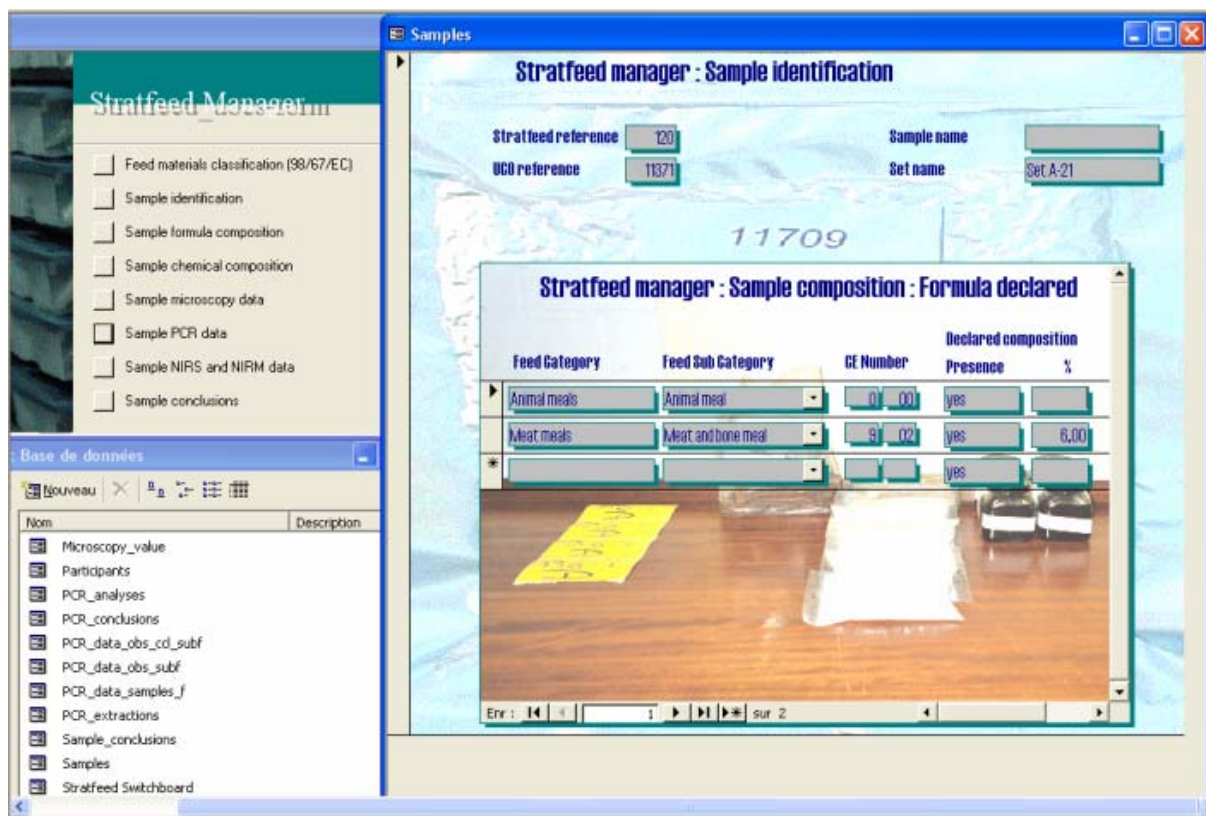 Samples
Stratfeed Manager
Feed materials classification (98/67/EC)
Sample identification
Sample formula composition
Sample chemical composition
Sample microscopy data
Sample PCR data
Sample NIRS and NIRM data
Sample conclusions
: Base de données
Nouveau
Nom Description
Microscopy_value
Participants
PCR_analyses
PCR_conclusions
PCR_data_obs_ccl_subf
PCR_data_obs_subf
PCR_data_samples_f
PCR_extractions
Sample_conclusions
Samples
Stratfeed Switchboard
Stratfeed manager : Sample identification
Stratfeed reference 120 Sample name
UCO reference 11371 Set name Set A-21
11709
Stratfeed manager : Sample composition : Formula declared
Declared composition
Feed Category Feed Sub Category CE Number Presence %
Animal meals Animal meal 0 00 yes
Meat meals Meat and bone meal 9 02 yes 6,00
yes
Enr : 1 sur 2